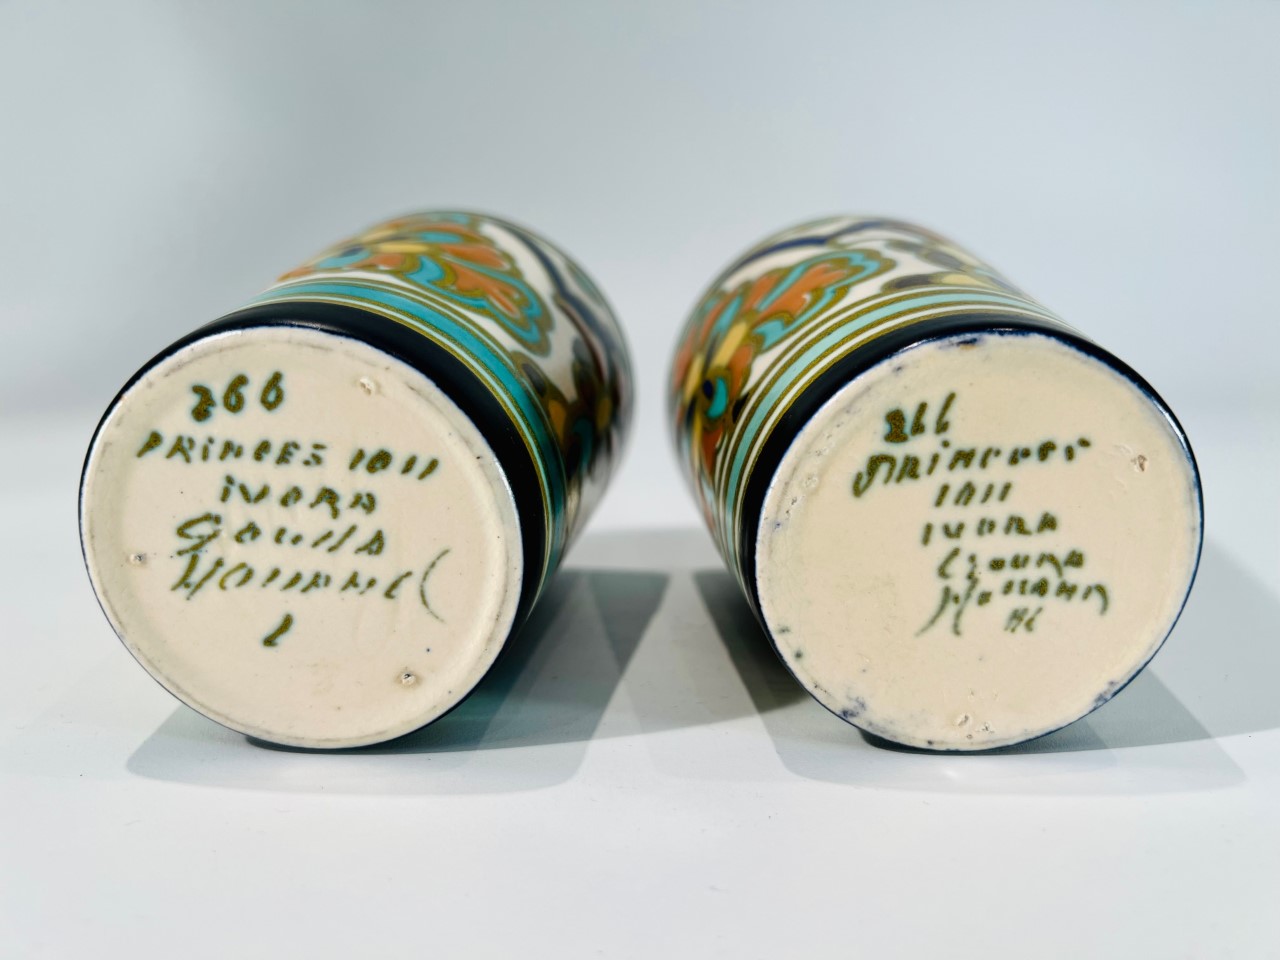 266
PRINCES 1011
IVORA
Gouda
Holland
L
266
Princes
1011
IVORA
Gouda
Holland